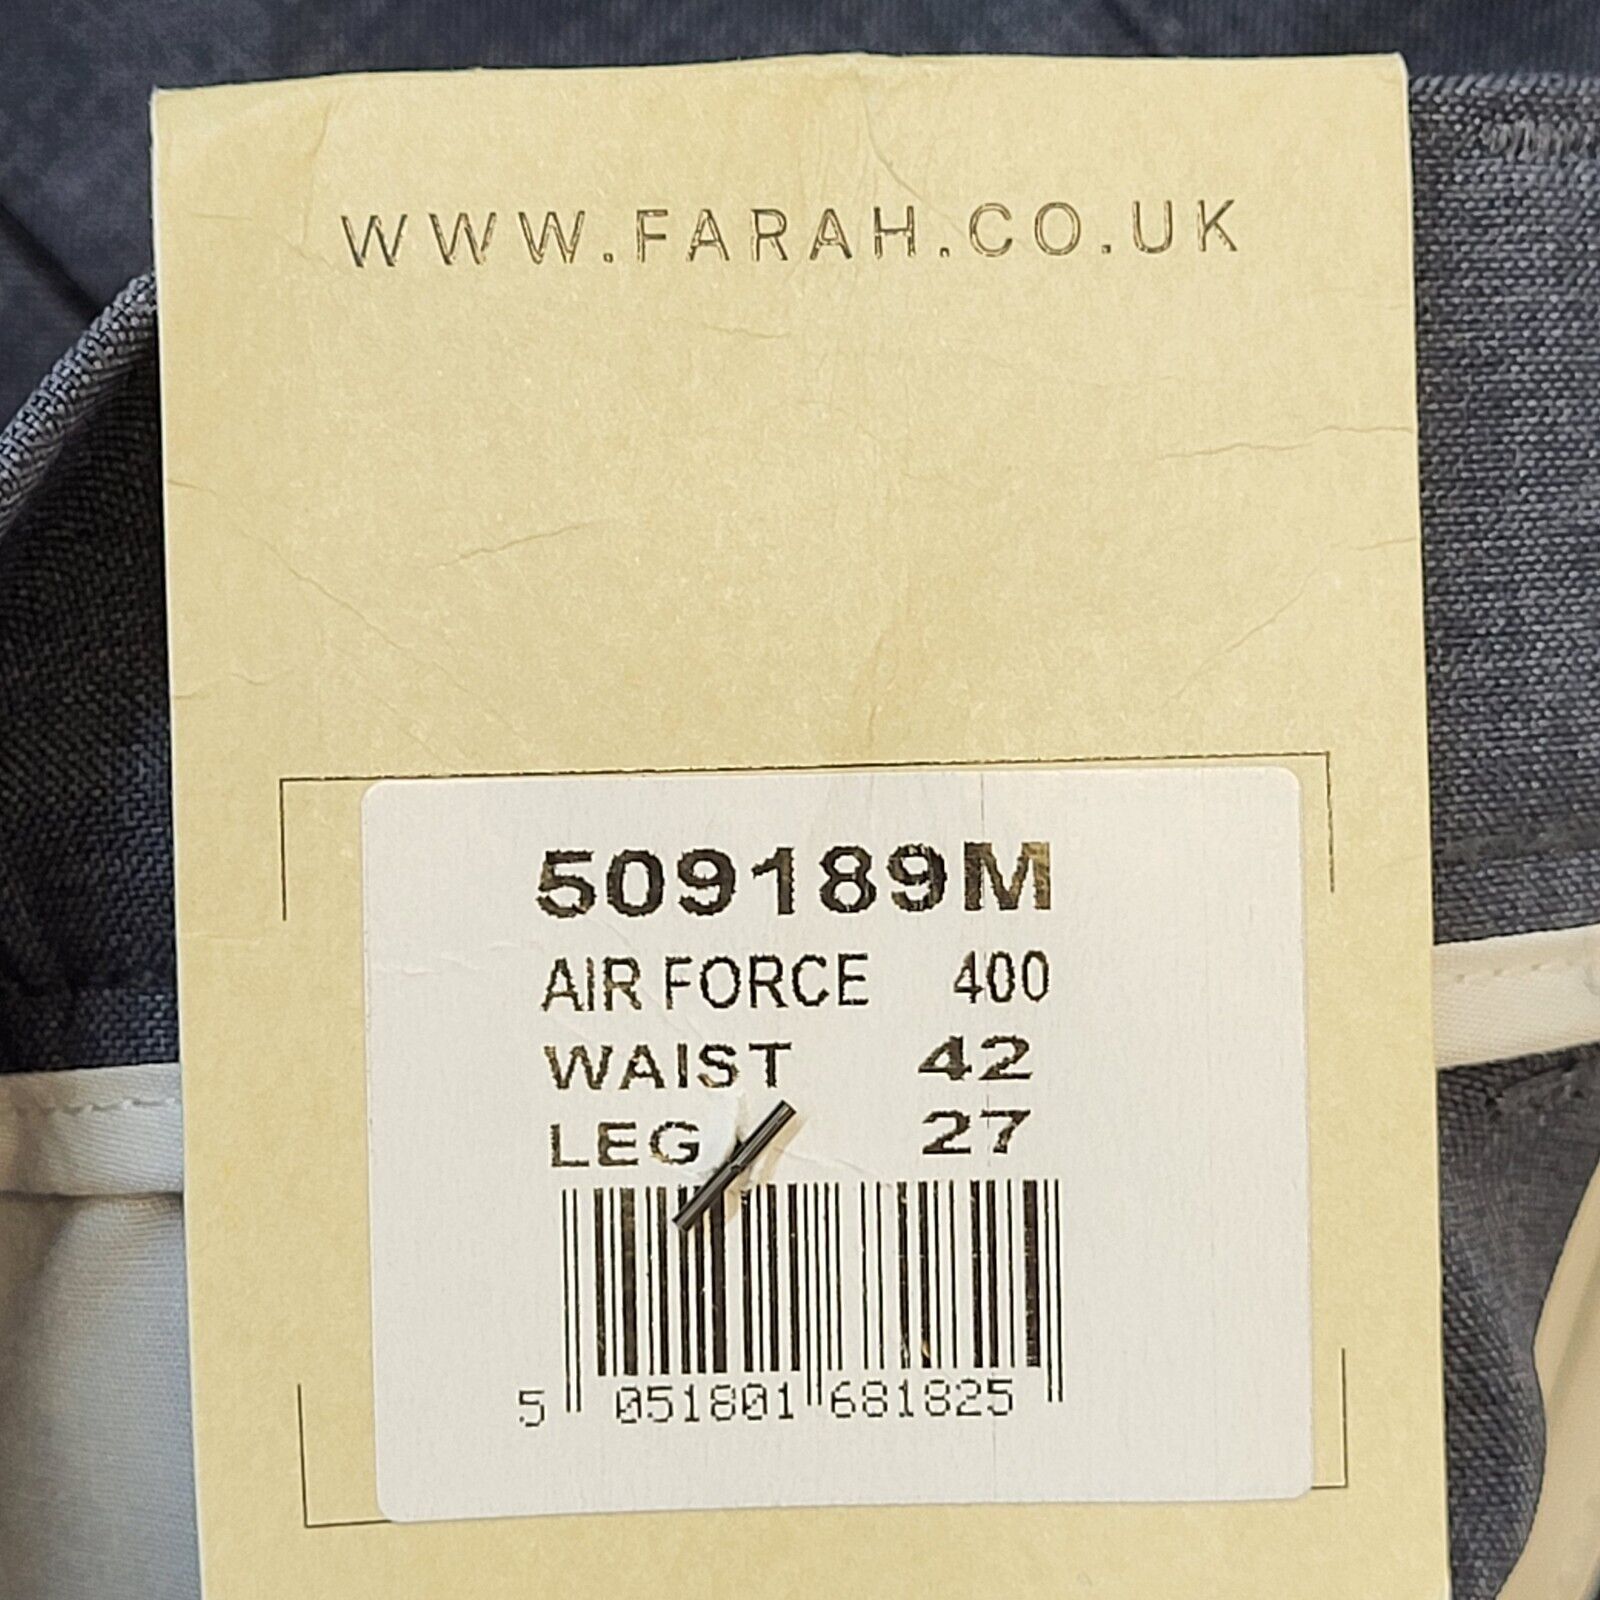 WWW.FARAH.CO.UK
509189M
AIR FORCE 400
WAIST 42
LEG 27
5 051801 681825